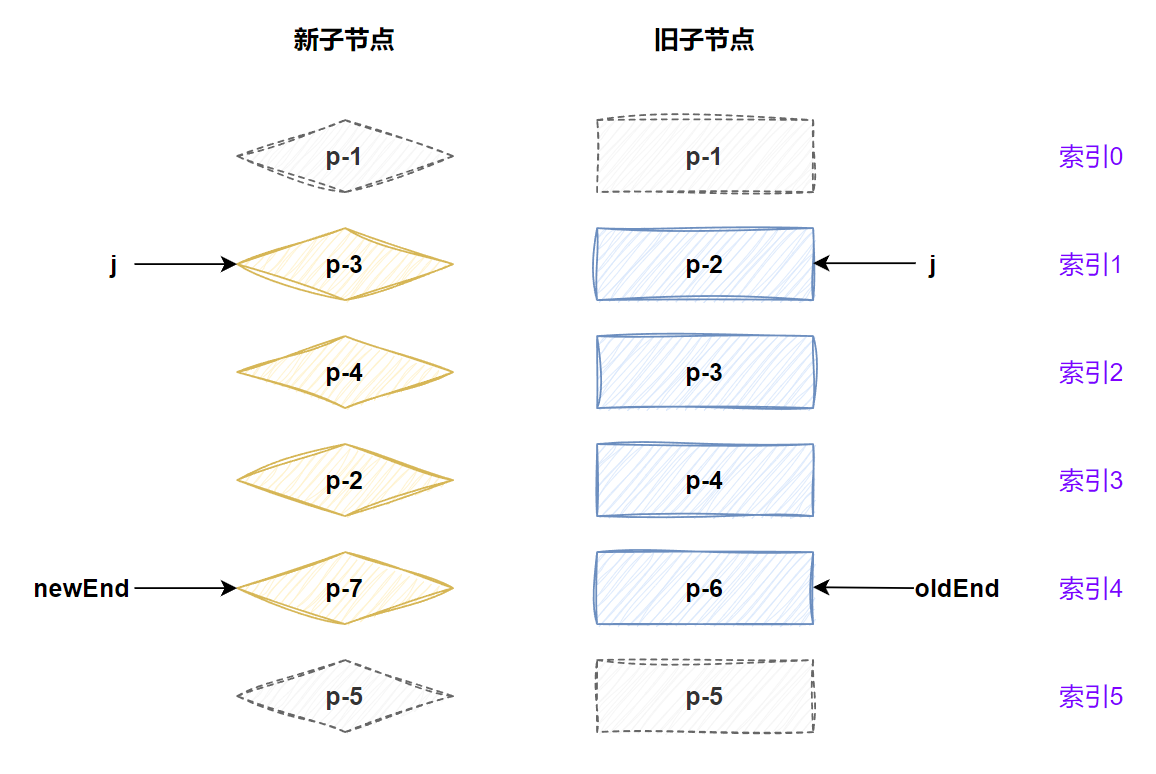 新子节点 旧子节点
p-1 p-1 索引0
j p-3 p-2 j 索引1
p-4 p-3 索引2
p-2 p-4 索引3
newEnd p-7 p-6 oldEnd 索引4
p-5 p-5 索引5